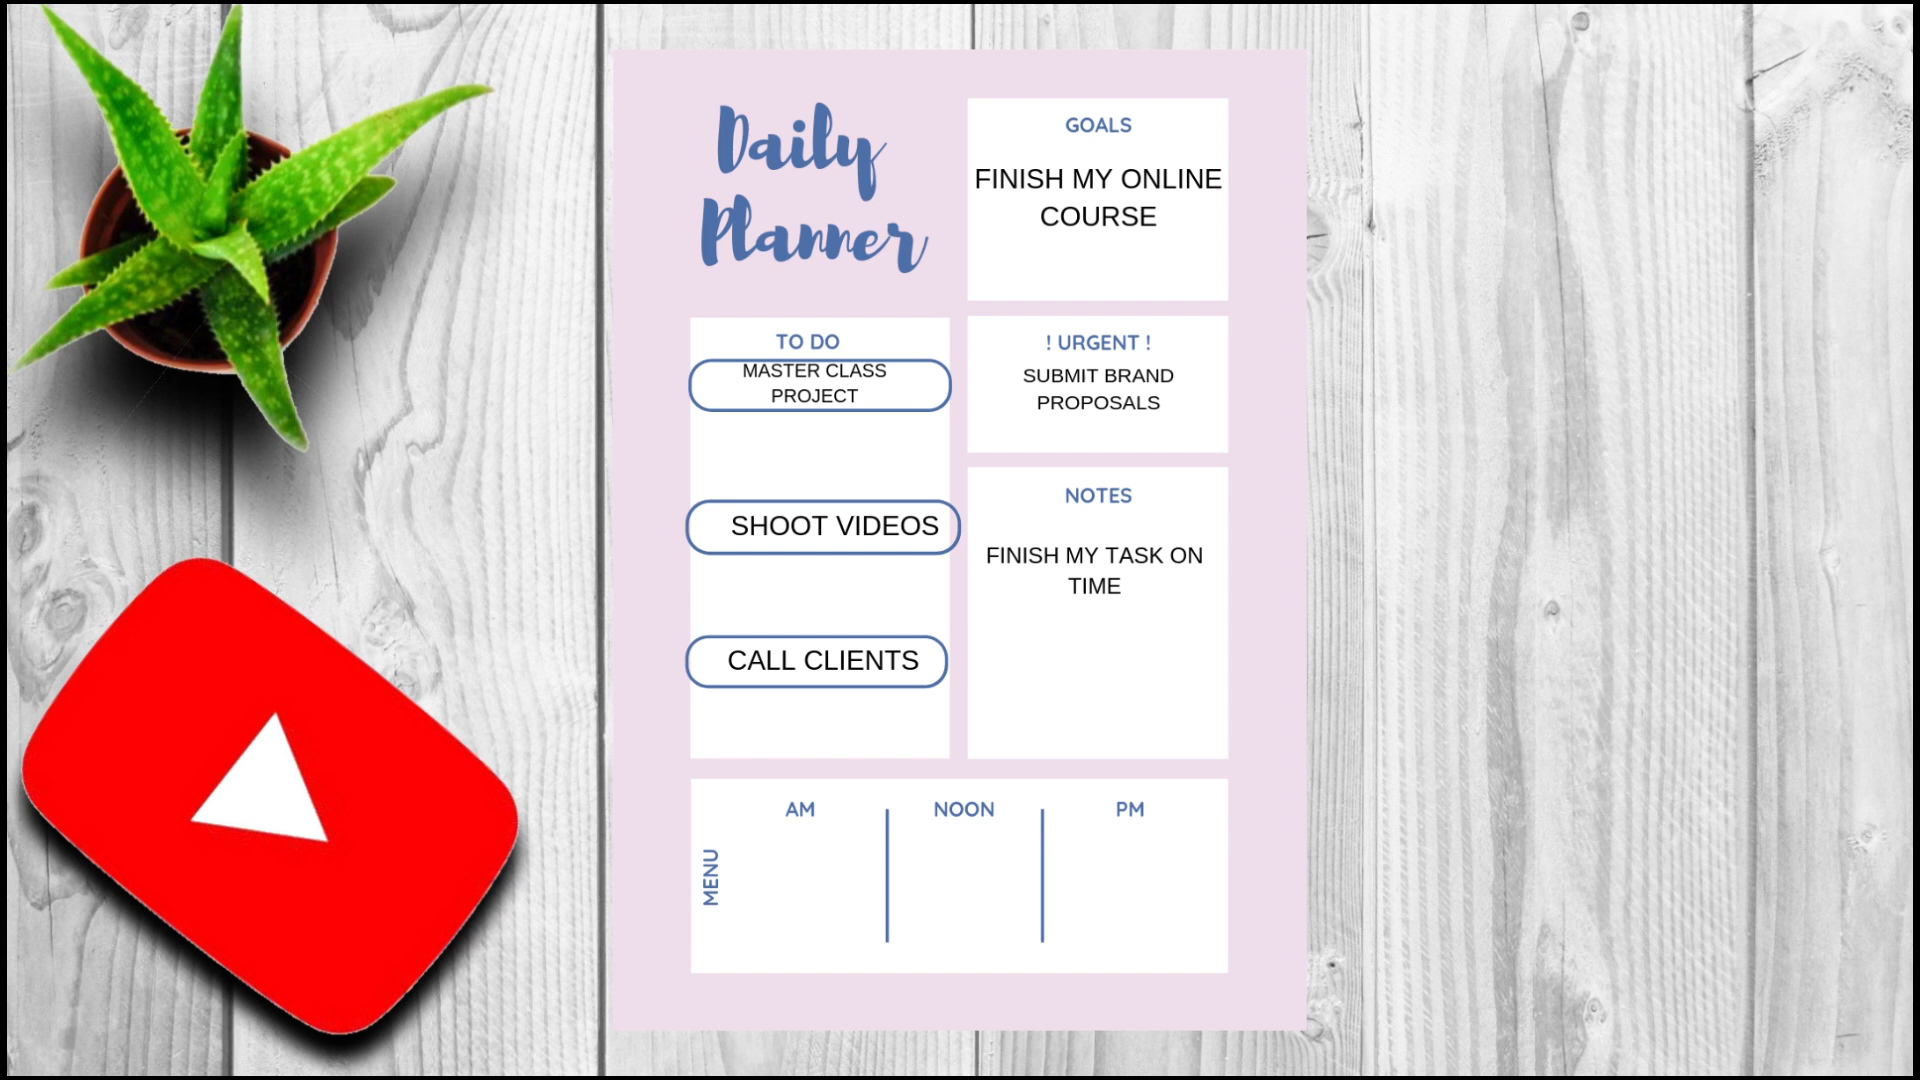 Daily
Planner
GOALS
FINISH MY ONLINE
COURSE
TO DO
MASTER CLASS
PROJECT
SHOOT VIDEOS
CALL CLIENTS
! URGENT !
SUBMIT BRAND
PROPOSALS
NOTES
FINISH MY TASK ON
TIME
MENU
AM
NOON
PM